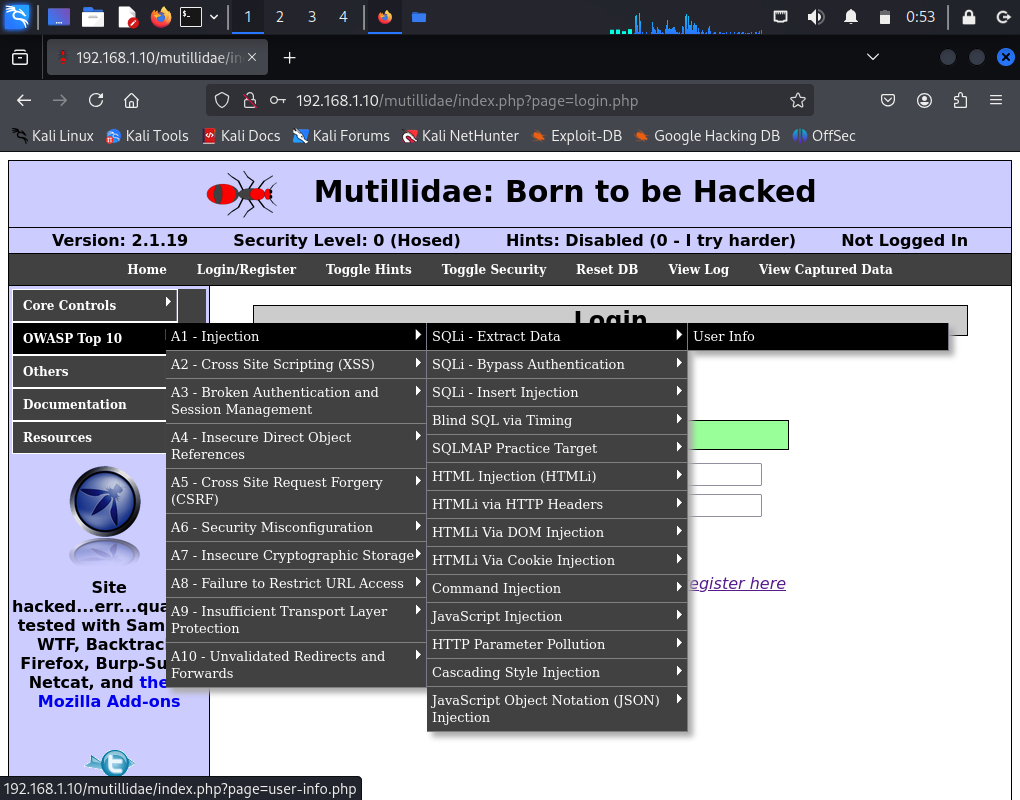 1 2 3 4 0:53
192.168.1.10/mutillidae/in
192.168.1.10/mutillidae/index.php?page=login.php
Kali Linux Kali Tools Kali Docs Kali Forums Kali NetHunter Exploit-DB Google Hacking DB OffSec
Mutillidae: Born to be Hacked
Version: 2.1.19 Security Level: 0 (Hosed) Hints: Disabled (0 - I try harder) Not Logged In
Home Login/Register Toggle Hints Toggle Security Reset DB View Log View Captured Data
Core Controls
OWASP Top 10
Others
Documentation
Resources
Site
hacked...err...qua
tested with Sam
WTF, Backtrac
Firefox, Burp-Su
Netcat, and the
Mozilla Add-ons
A1 - Injection
A2 - Cross Site Scripting (XSS)
A3 - Broken Authentication and
Session Management
A4 - Insecure Direct Object
References
A5 - Cross Site Request Forgery
(CSRF)
A6 - Security Misconfiguration
A7 - Insecure Cryptographic Storage
A8 - Failure to Restrict URL Access
A9 - Insufficient Transport Layer
Protection
A10 - Unvalidated Redirects and
Forwards
SQLi - Extract Data
SQLi - Bypass Authentication
SQLi - Insert Injection
Blind SQL via Timing
SQLMAP Practice Target
HTML Injection (HTMLi)
HTMLi via HTTP Headers
HTMLi Via DOM Injection
HTMLi Via Cookie Injection
Command Injection
JavaScript Injection
HTTP Parameter Pollution
Cascading Style Injection
JavaScript Object Notation (JSON)
Injection
Login
User Info
egister here
192.168.1.10/mutillidae/index.php?page=user-info.php